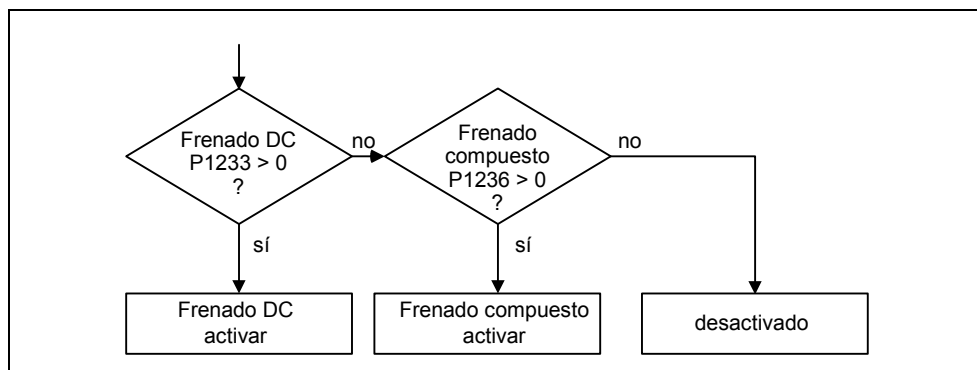 Frenado DC
P1233 > 0
?
no
Frenado
compuesto
P1236 > 0
?
no
sí
sí
Frenado DC
activar
Frenado compuesto
activar
desactivado